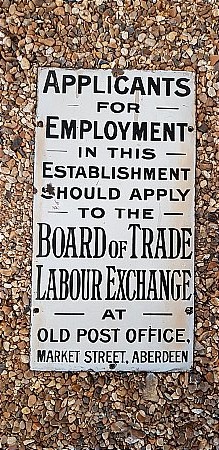 APPLICANTS
FOR
EMPLOYMENT
IN THIS
ESTABLISHMENT
SHOULD APPLY
TO THE
BOARD OF TRADE
LABOUR EXCHANGE
AT
OLD POST OFFICE,
MARKET STREET, ABERDEEN